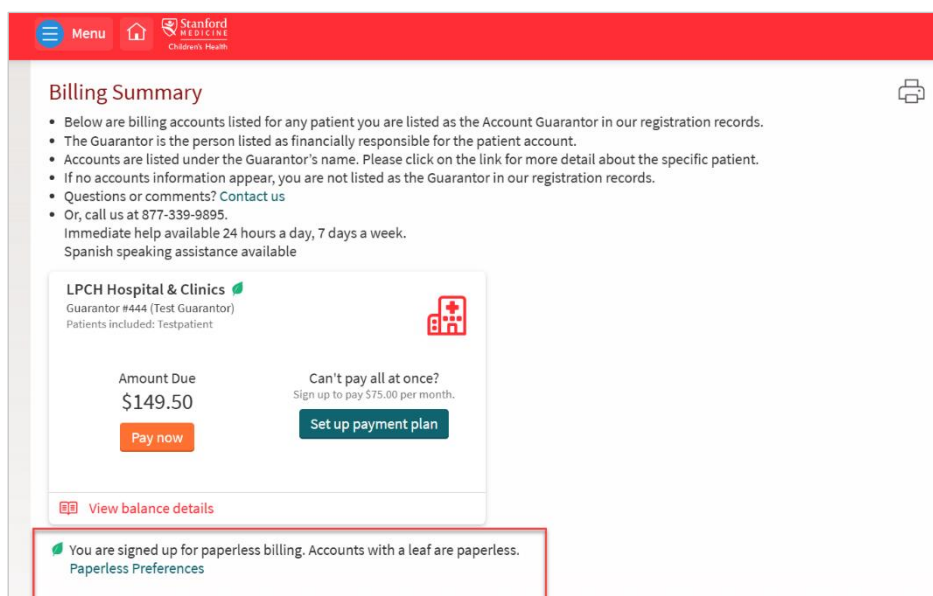 Menu
Stanford
MEDICINE
Children's Health
Billing Summary
• Below are billing accounts listed for any patient you are listed as the Account Guarantor in our registration records.
• The Guarantor is the person listed as financially responsible for the patient account.
• Accounts are listed under the Guarantor's name. Please click on the link for more detail about the specific patient.
• If no accounts information appear, you are not listed as the Guarantor in our registration records.
• Questions or comments? Contact us
• Or, call us at 877-339-9895.
Immediate help available 24 hours a day, 7 days a week.
Spanish speaking assistance available
LPCH Hospital & Clinics
Guarantor #444 (Test Guarantor)
Patients included: Testpatient
Amount Due
$149.50
Pay now
Can't pay all at once?
Sign up to pay $75.00 per month.
Set up payment plan
View balance details
You are signed up for paperless billing. Accounts with a leaf are paperless.
Paperless Preferences